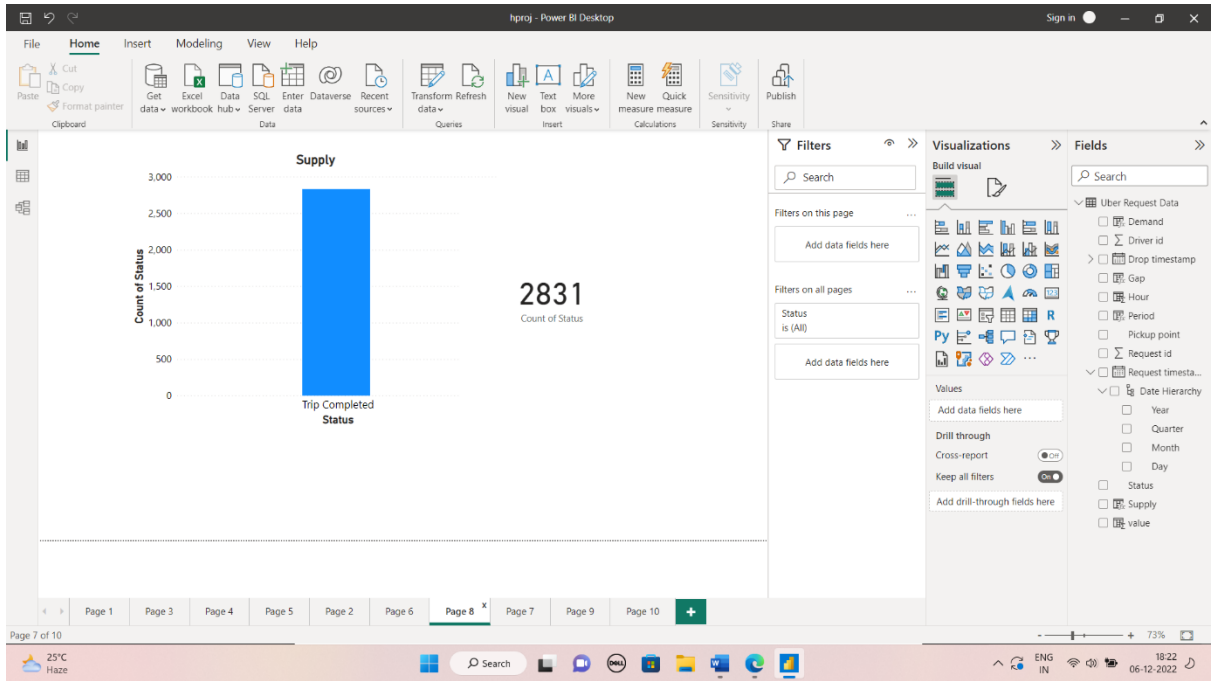 hproj - Power BI Desktop
Sign in
File Home Insert Modeling View Help
Paste
Cut
Copy
Format painter
Clipboard
Get data
Excel workbook
Data hub
SQL Server
Enter data
Dataverse
Recent sources
Data
Transform data
Refresh
Queries
New visual
Text box
More visuals
Insert
New measure
Quick measure
Calculations
Sensitivity
Sensitivity
Publish
Share
Supply
3,000
2,500
2,000
1,500
1,000
500
0
Count of Status
Trip Completed
Status
2831
Count of Status
Filters
Search
Filters on this page
...
Add data fields here
Filters on all pages
...
Status
is (All)
Add data fields here
Visualizations
Build visual
123
R
Py
...
Values
Add data fields here
Drill through
Cross-report
Off
Keep all filters
On
Add drill-through fields here
Fields
Search
Uber Request Data
Demand
Driver id
Drop timestamp
Gap
Hour
Period
Pickup point
Request id
Request timesta...
Date Hierarchy
Year
Quarter
Month
Day
Status
Supply
value
Page 1 Page 3 Page 4 Page 5 Page 2 Page 6 Page 8 x Page 7 Page 9 Page 10 +
Page 7 of 10
- + 73%
25°C
Haze
Search
DELL
ENG
IN
18:22
06-12-2022